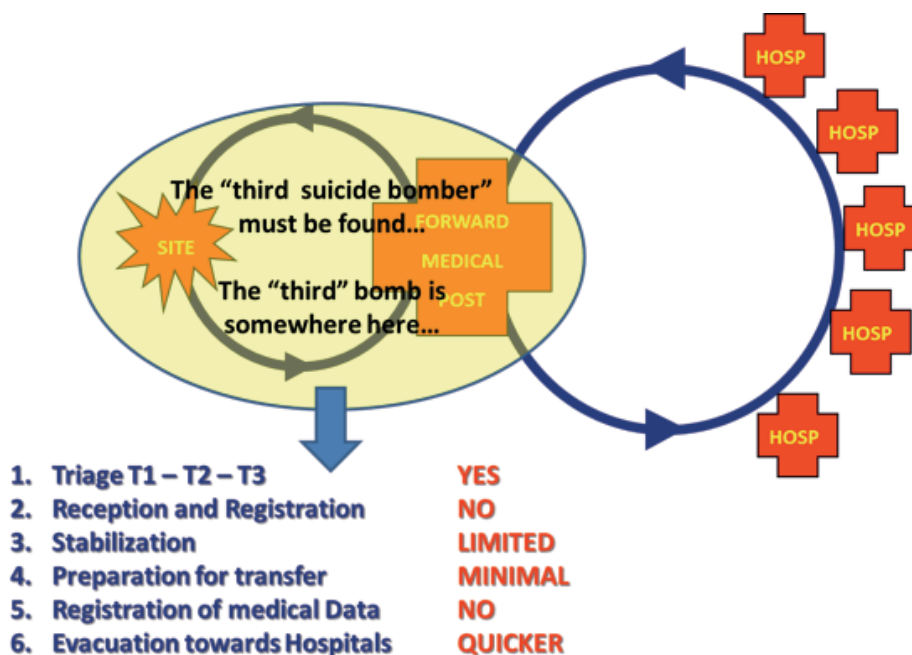 HOSP
HOSP
The “third suicide bomber”
must be found...
FORWARD
SITE
MEDICAL
HOSP
The “third” bomb is
POST
somewhere here...
HOSP
HOSP
1. Triage T1 – T2 – T3 YES
2. Reception and Registration NO
3. Stabilization LIMITED
4. Preparation for transfer MINIMAL
5. Registration of medical Data NO
6. Evacuation towards Hospitals QUICKER